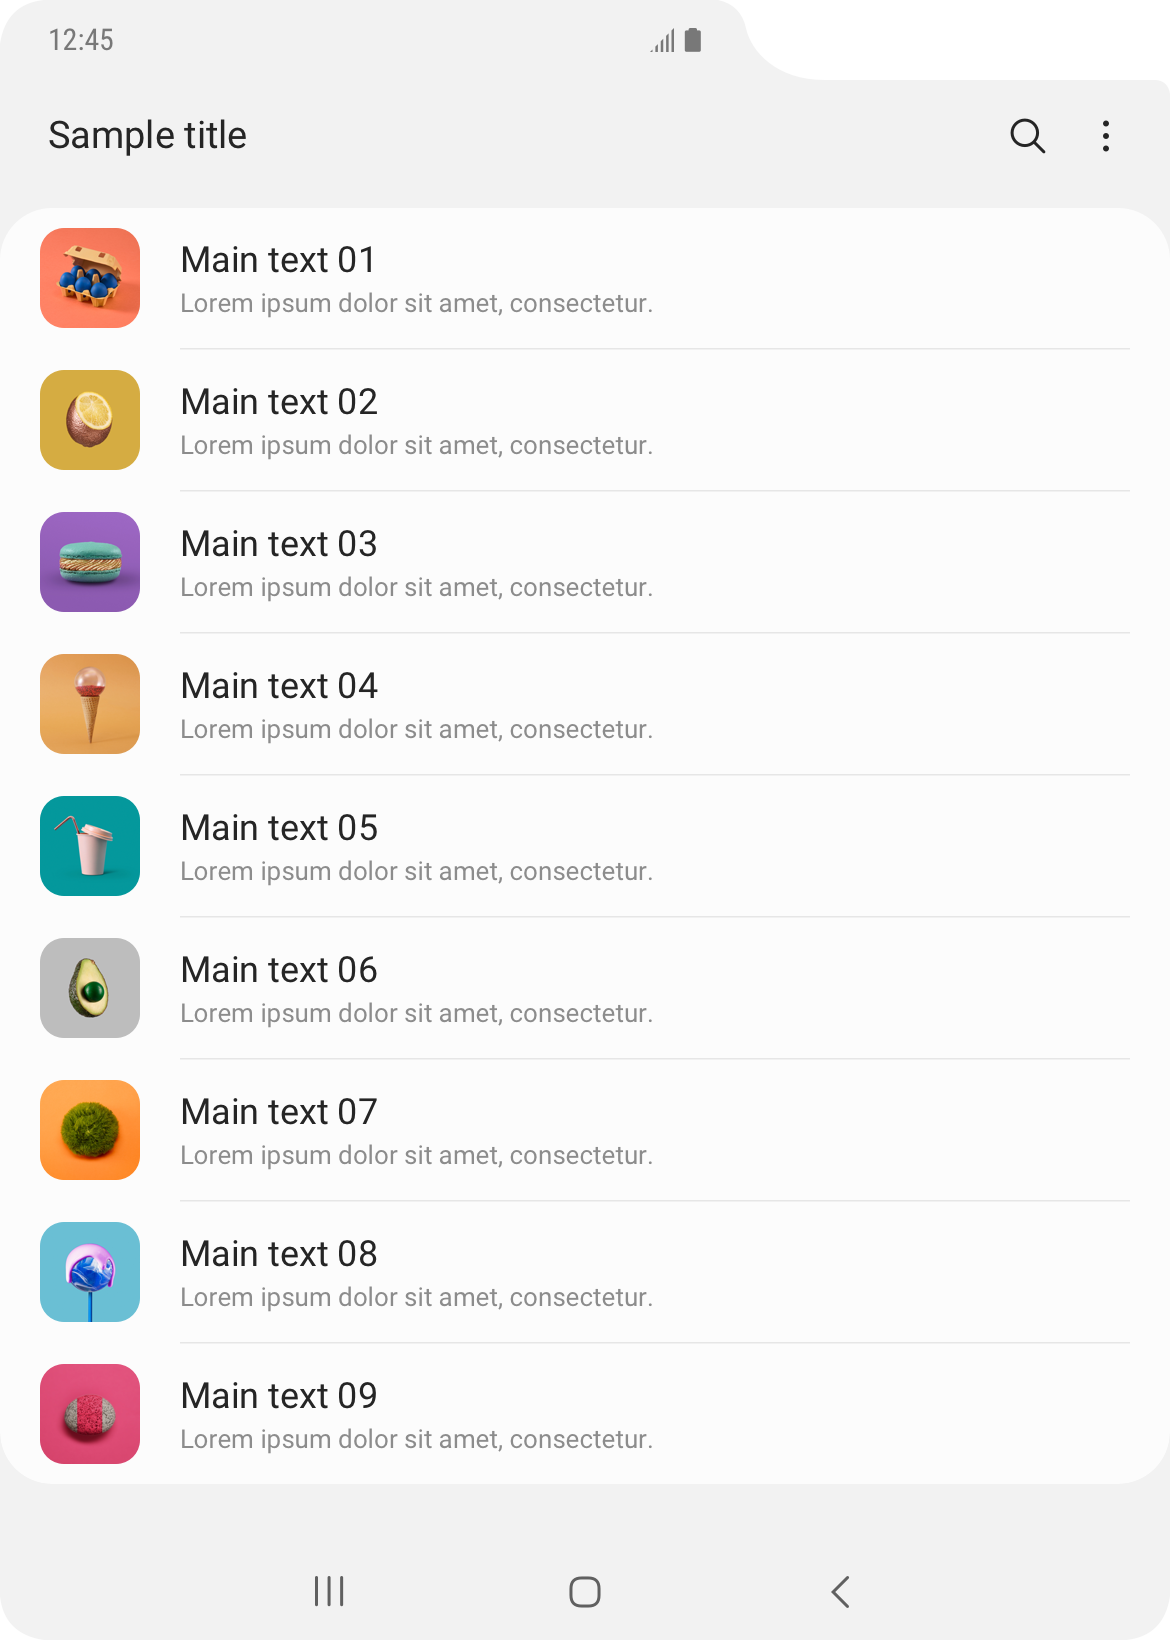 12:45
Sample title
Main text 01
Lorem ipsum dolor sit amet, consectetur.
Main text 02
Lorem ipsum dolor sit amet, consectetur.
Main text 03
Lorem ipsum dolor sit amet, consectetur.
Main text 04
Lorem ipsum dolor sit amet, consectetur.
Main text 05
Lorem ipsum dolor sit amet, consectetur.
Main text 06
Lorem ipsum dolor sit amet, consectetur.
Main text 07
Lorem ipsum dolor sit amet, consectetur.
Main text 08
Lorem ipsum dolor sit amet, consectetur.
Main text 09
Lorem ipsum dolor sit amet, consectetur.